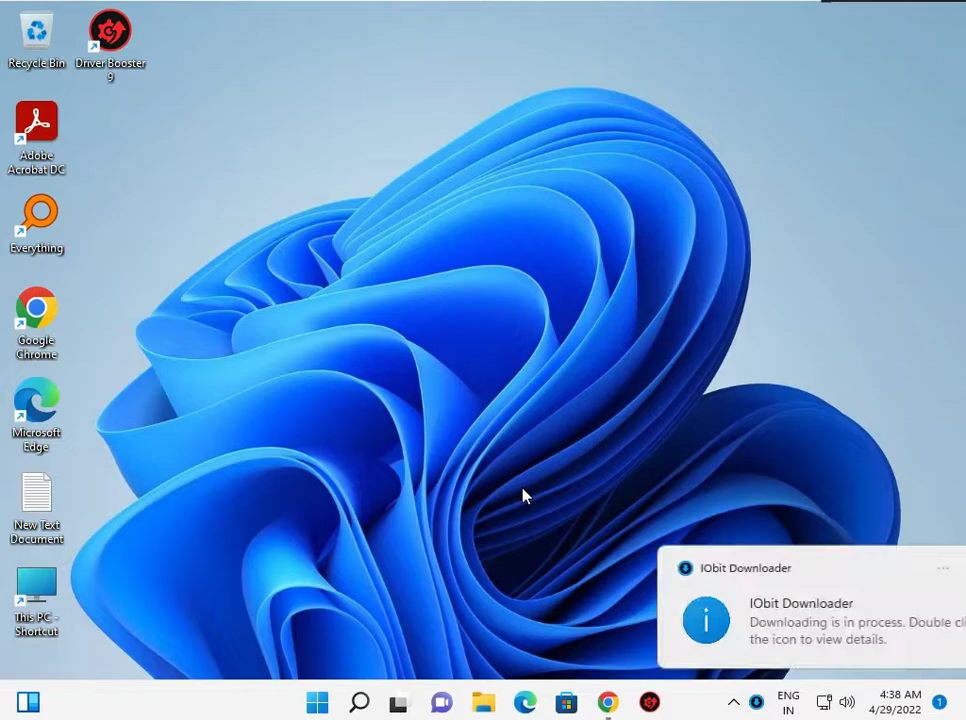 Recycle Bin
Driver Booster
9
Adobe
Acrobat DC
Everything
Google
Chrome
Microsoft
Edge
New Text
Document
This PC -
Shortcut
IObit Downloader
IObit Downloader
Downloading is in process. Double cli
the icon to view details.
ENG
IN
4:38 AM
4/29/2022
1